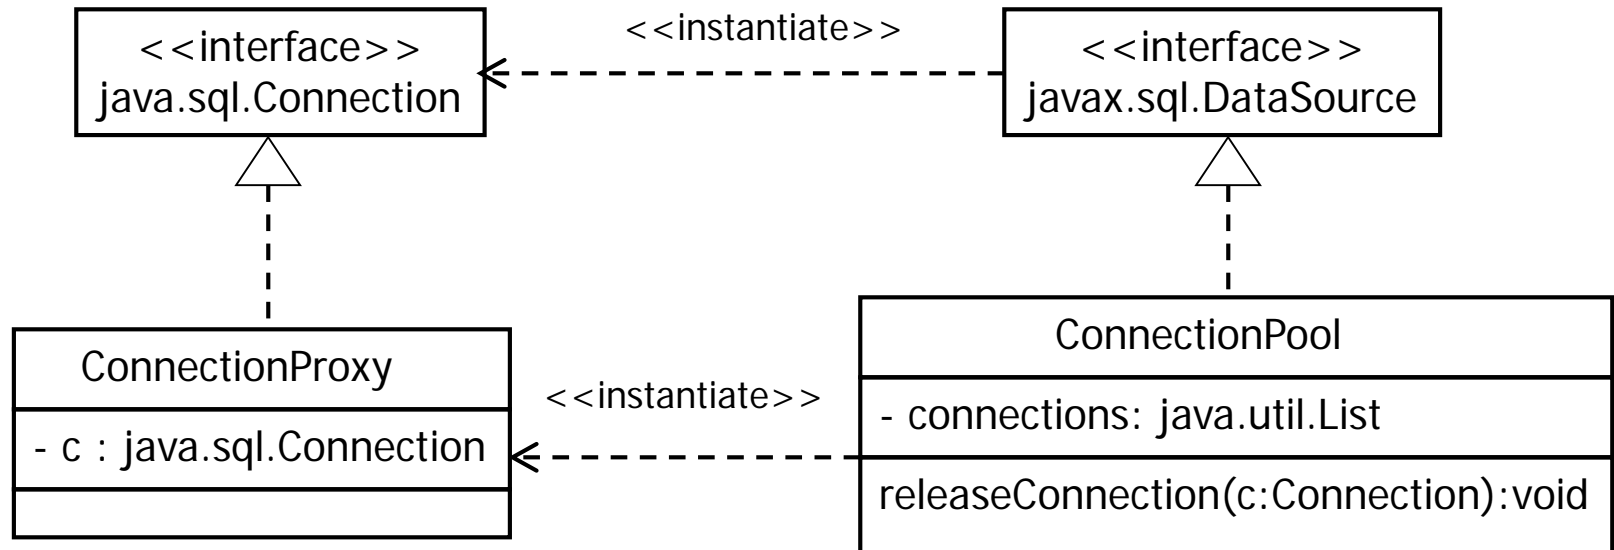 <<interface>>
java.sql.Connection
<<instantiate>>
<<interface>>
javax.sql.DataSource
ConnectionProxy
- c : java.sql.Connection
<<instantiate>>
ConnectionPool
- connections: java.util.List
releaseConnection(c:Connection):void